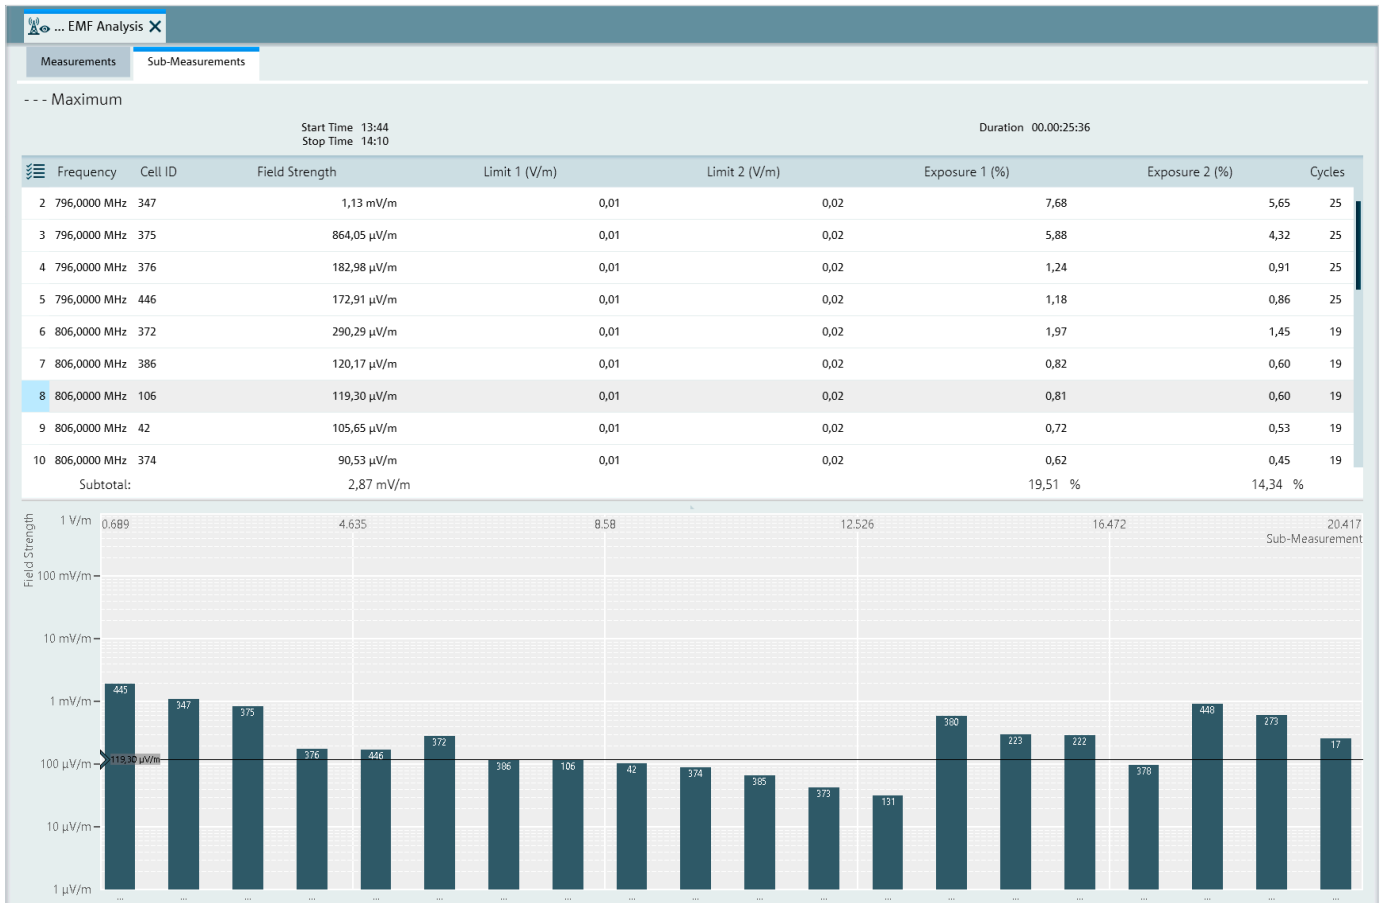 ... EMF Analysis
Measurements Sub-Measurements
- - - Maximum
Start Time 13:44 Duration 00.00:25:36
Stop Time 14:10
Frequency Cell ID Field Strength Limit 1 (V/m) Limit 2 (V/m) Exposure 1 (%) Exposure 2 (%) Cycles
2 796,0000 MHz 347 1,13 mV/m 0,01 0,02 7,68 5,65 25
3 796,0000 MHz 375 864,05 µV/m 0,01 0,02 5,88 4,32 25
4 796,0000 MHz 376 182,98 µV/m 0,01 0,02 1,24 0,91 25
5 796,0000 MHz 446 172,91 µV/m 0,01 0,02 1,18 0,86 25
6 806,0000 MHz 372 290,29 µV/m 0,01 0,02 1,97 1,45 19
7 806,0000 MHz 386 120,17 µV/m 0,01 0,02 0,82 0,60 19
8 806,0000 MHz 106 119,30 µV/m 0,01 0,02 0,81 0,60 19
9 806,0000 MHz 42 105,65 µV/m 0,01 0,02 0,72 0,53 19
10 806,0000 MHz 374 90,53 µV/m 0,01 0,02 0,62 0,45 19
Subtotal: 2,87 mV/m 19,51 % 14,34 %
Field Strength
1 V/m 0.689 4.635 8.58 12.526 16.472 20.417
Sub-Measurement
100 mV/m
10 mV/m
1 mV/m
100 µV/m
10 µV/m
1 µV/m
119,30 µV/m
445 347 375 376 446 372 386 106 42 374 385 373 131 380 223 222 378 448 273 17
... ... ... ... ... ... ... ... ... ... ... ... ... ... ... ... ... ... ... ...